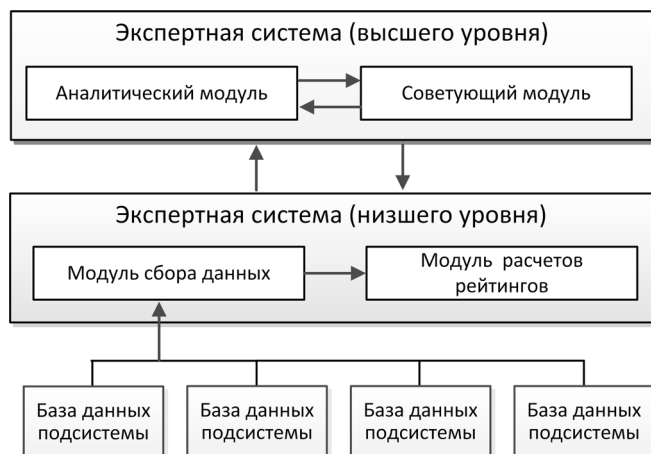 Экспертная система (высшего уровня)
Аналитический модуль
Советующий модуль
Экспертная система (низшего уровня)
Модуль сбора данных
Модуль расчетов
рейтингов
База данных
подсистемы
База данных
подсистемы
База данных
подсистемы
База данных
подсистемы